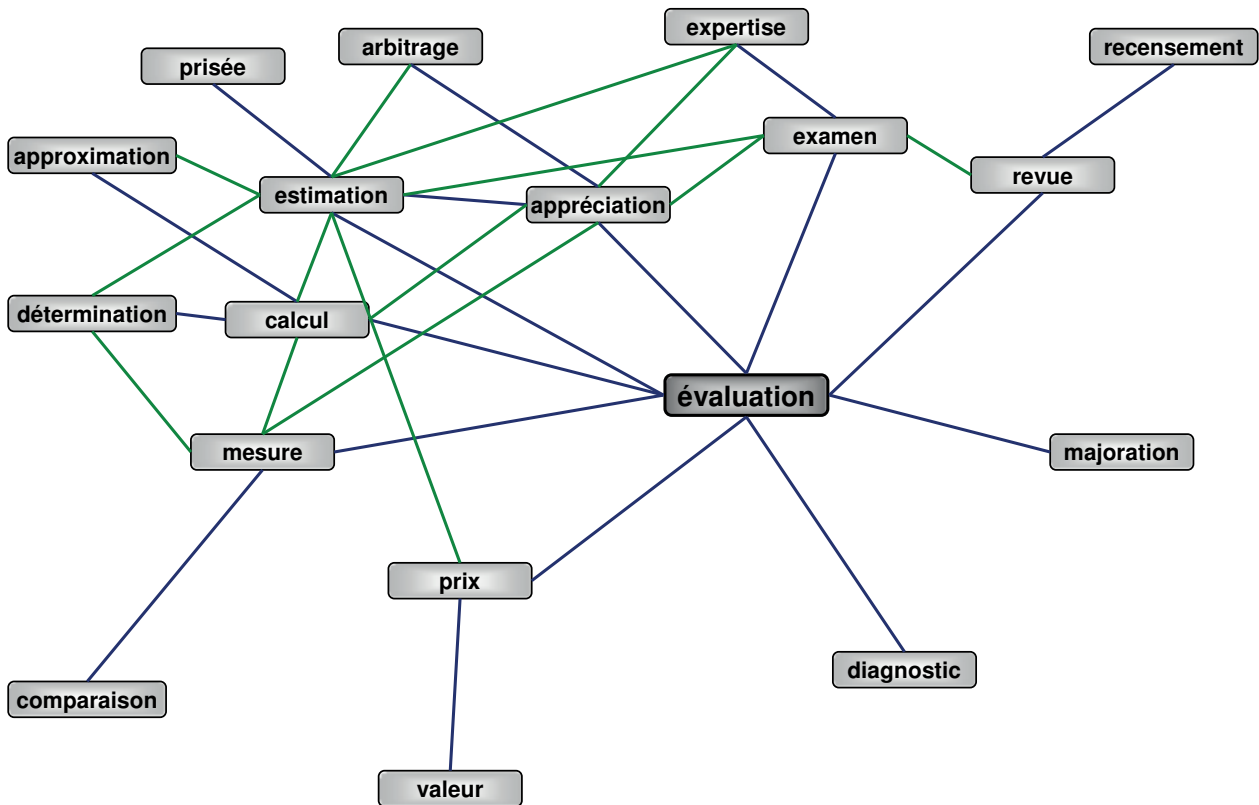 expertise
arbitrage
recensement
prisée
examen
approximation
revue
estimation
appréciation
détermination
calcul
évaluation
mesure
majoration
prix
diagnostic
comparaison
valeur